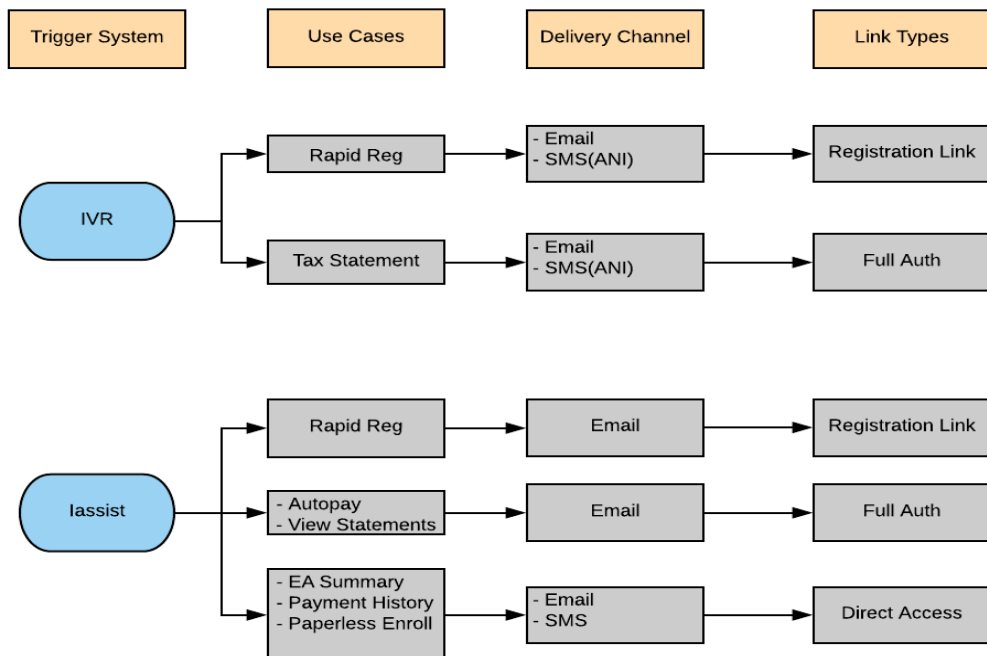 Trigger System
Use Cases
Delivery Channel
Link Types
IVR
Rapid Reg
- Email
- SMS(ANI)
Registration Link
Tax Statement
- Email
- SMS(ANI)
Full Auth
Iassist
Rapid Reg
Email
Registration Link
- Autopay
- View Statements
Email
Full Auth
- EA Summary
- Payment History
- Paperless Enroll
- Email
- SMS
Direct Access